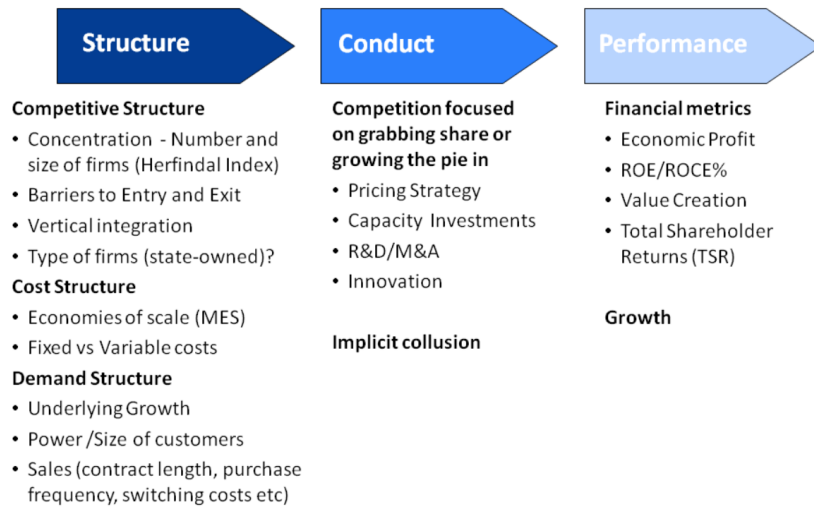 Structure
Competitive Structure
• Concentration - Number and
size of firms (Herfindal Index)
• Barriers to Entry and Exit
• Vertical integration
• Type of firms (state-owned)?
Cost Structure
• Economies of scale (MES)
• Fixed vs Variable costs
Demand Structure
• Underlying Growth
• Power /Size of customers
• Sales (contract length, purchase
frequency, switching costs etc)
Conduct
Competition focused
on grabbing share or
growing the pie in
• Pricing Strategy
• Capacity Investments
• R&D/M&A
• Innovation
Implicit collusion
Performance
Financial metrics
• Economic Profit
• ROE/ROCE%
• Value Creation
• Total Shareholder
Returns (TSR)
Growth